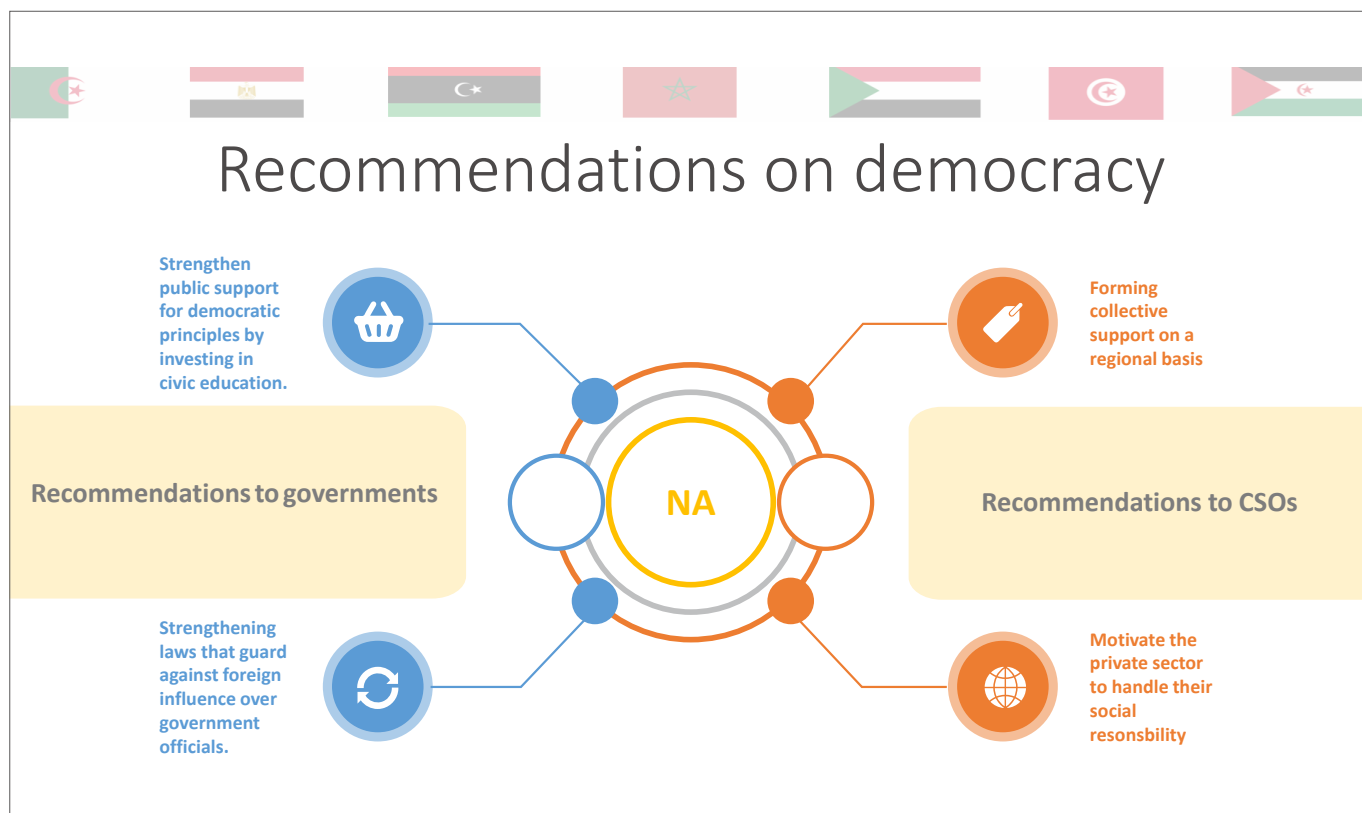 Recommendations on democracy
Strengthen
public support
for democratic
principles by
investing in
civic education.
Forming
collective
support on a
regional basis
Recommendations to governments
NA
Recommendations to CSOs
Strengthening
laws that guard
against foreign
influence over
government
officials.
Motivate the
private sector
to handle their
social
resonsbility